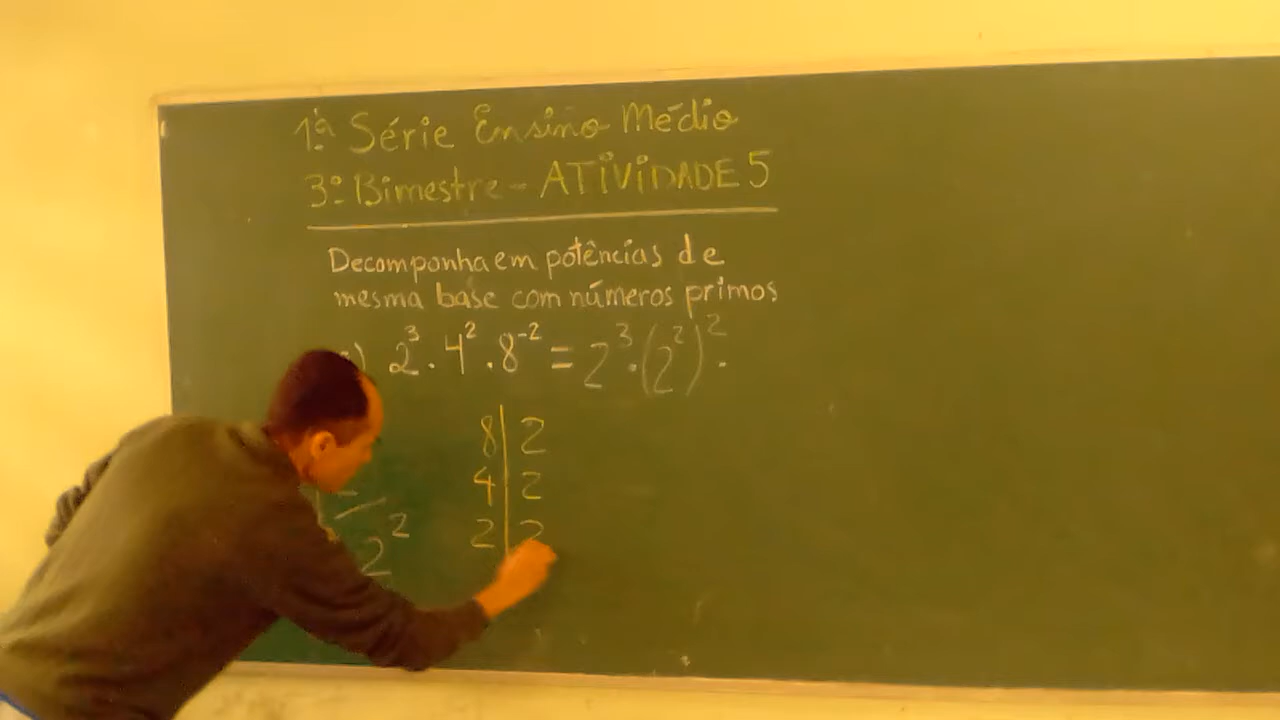 1ª Série Ensino Médio
3º Bimestre - ATIVIDADE 5
Decomponha em potências de
mesma base com números primos
) 2³ · 4² · 8⁻² = 2³ · (2²)² ·
8 | 2
4 | 2
2 | 2
2²